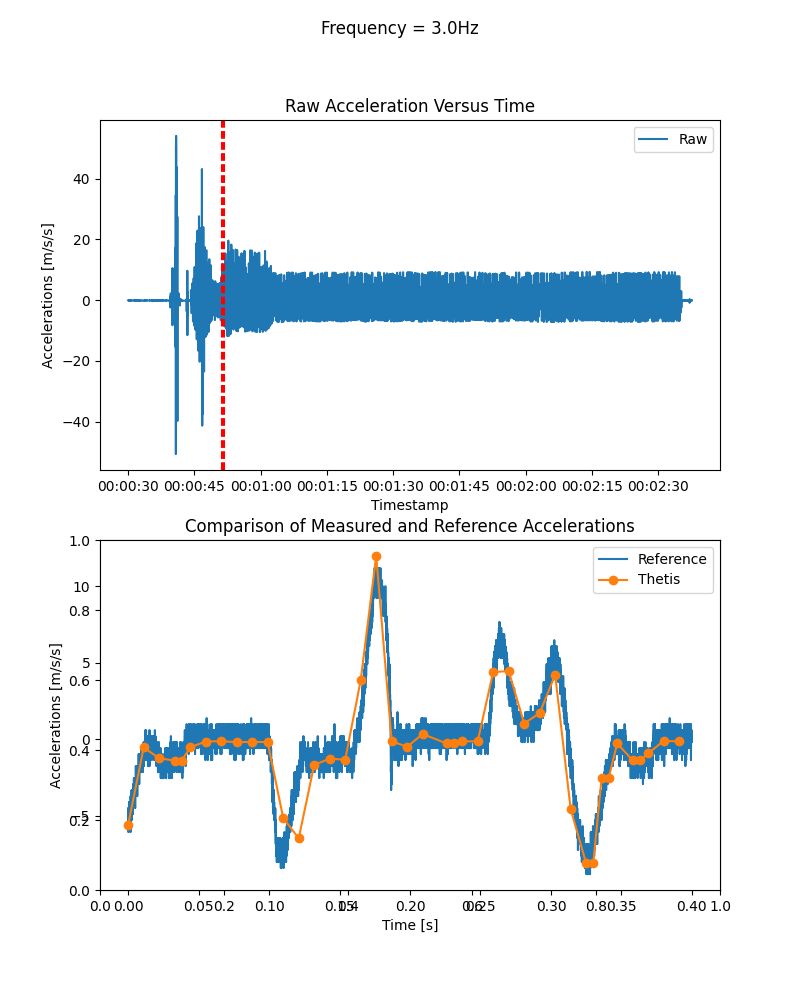 Frequency = 3.0Hz
Raw Acceleration Versus Time
Raw
40
20
0
−20
−40
Accelerations [m/s/s]
00:00:30 00:00:45 00:01:00 00:01:15 00:01:30 00:01:45 00:02:00 00:02:15 00:02:30
Timestamp
Comparison of Measured and Reference Accelerations
Reference
Thetis
1.0
10
0.8
5
0.6
0
0.4
−5
0.2
0.0
Accelerations [m/s/s]
0.0 0.00 0.05 0.2 0.10 0.15 0.4 0.20 0.6 0.25 0.30 0.8 0.35 0.40 1.0
Time [s]